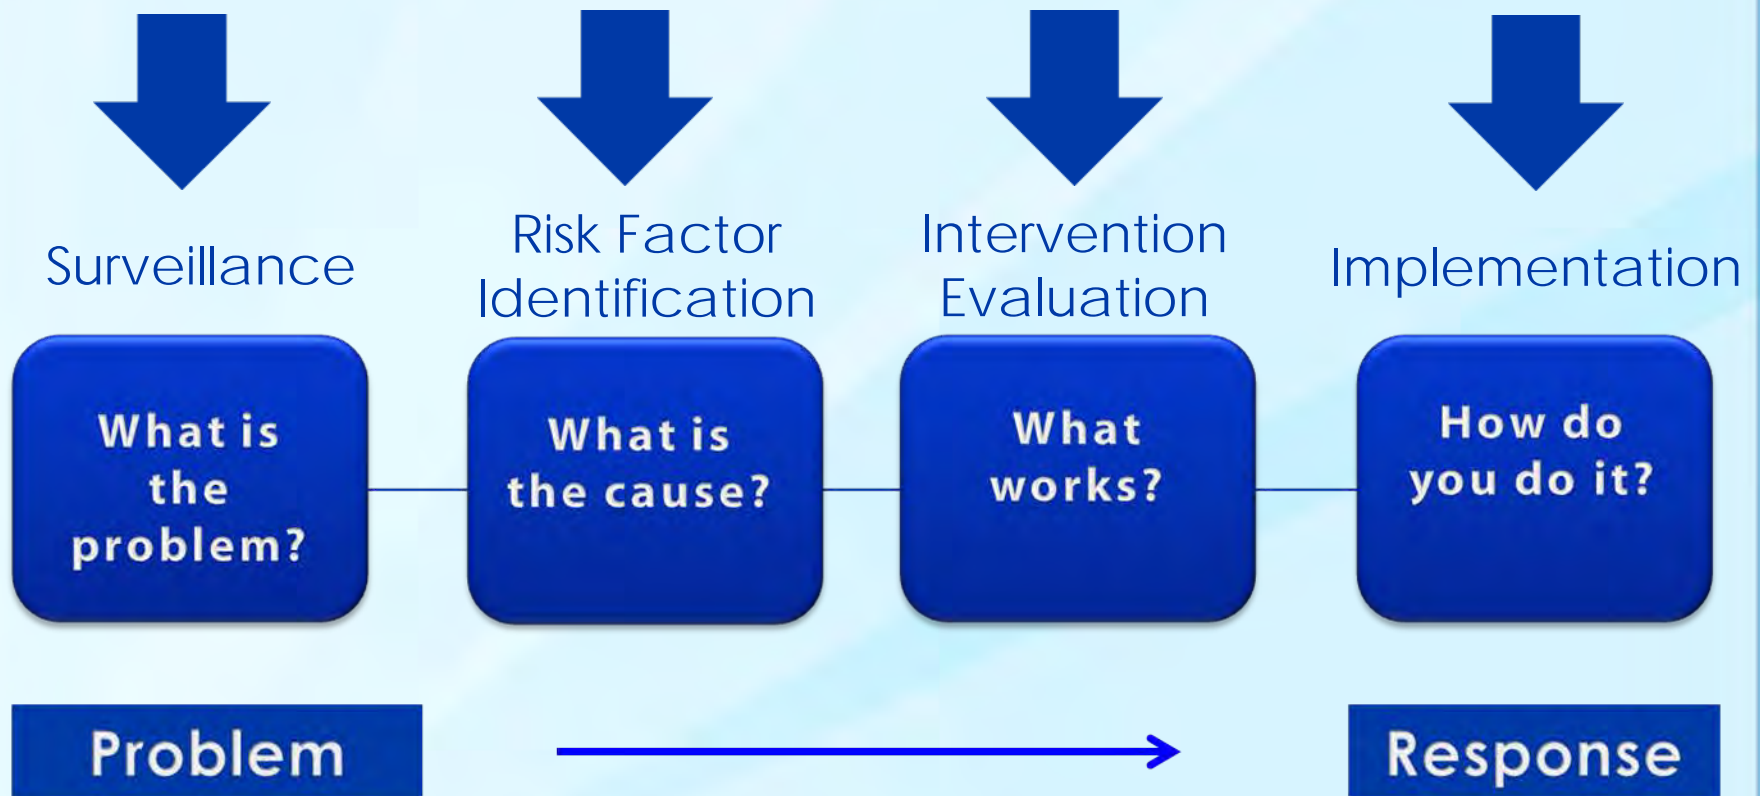 Surveillance
Risk Factor
Identification
Intervention
Evaluation
Implementation
What is
the
problem?
What is
the cause?
What
works?
How do
you do it?
Problem
Response